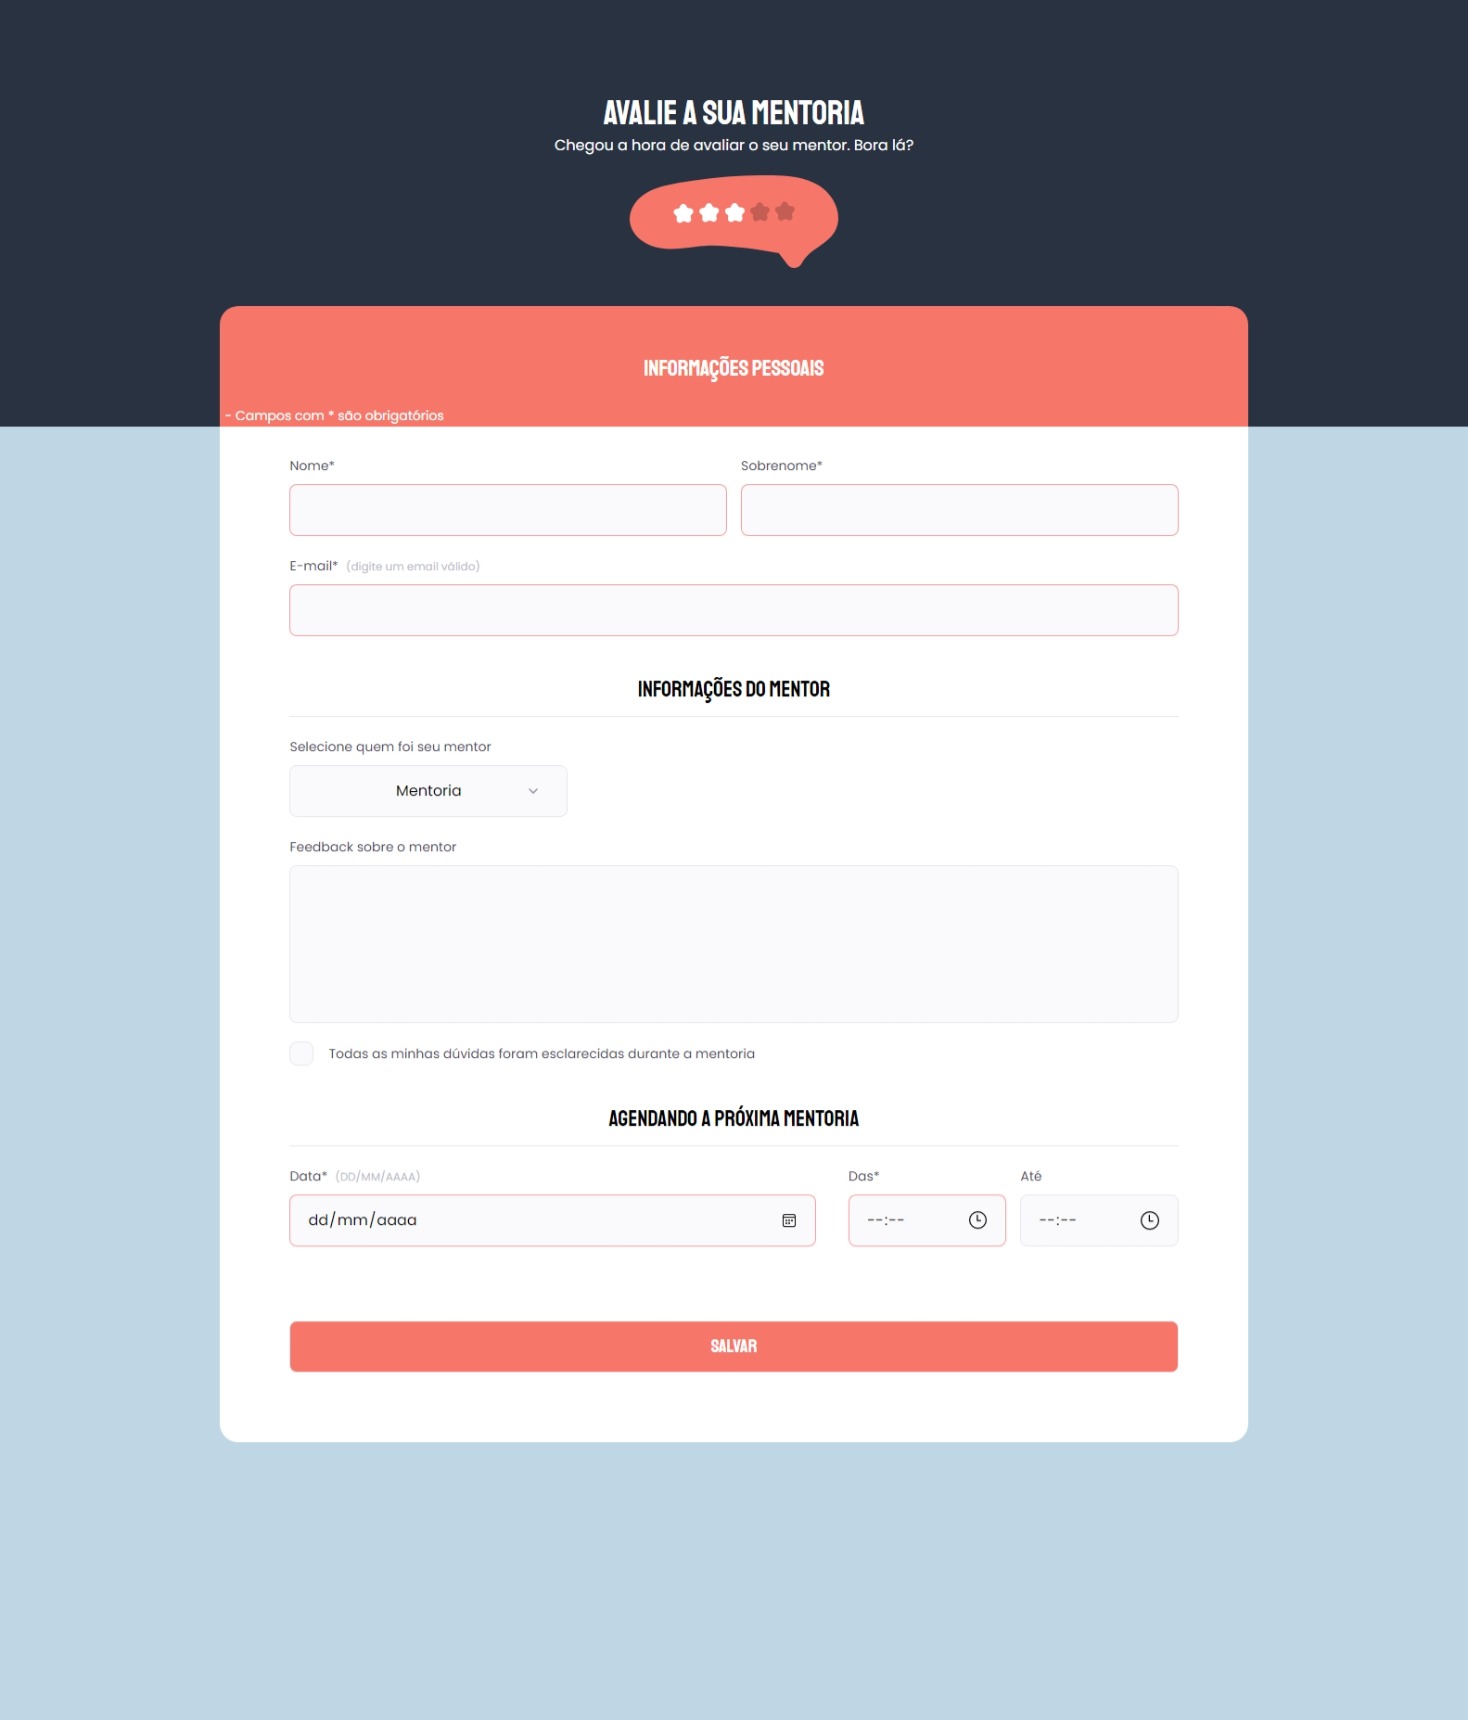 AVALIE A SUA MENTORIA
Chegou a hora de avaliar o seu mentor. Bora lá?
INFORMAÇÕES PESSOAIS
- Campos com * são obrigatórios
Nome*
Sobrenome*
E-mail* (digite um email válido)
INFORMAÇÕES DO MENTOR
Selecione quem foi seu mentor
Mentoria
Feedback sobre o mentor
Todas as minhas dúvidas foram esclarecidas durante a mentoria
AGENDANDO A PRÓXIMA MENTORIA
Data* (DD/MM/AAAA)
Das*
Até
dd/mm/aaaa
--:--
--:--
SALVAR